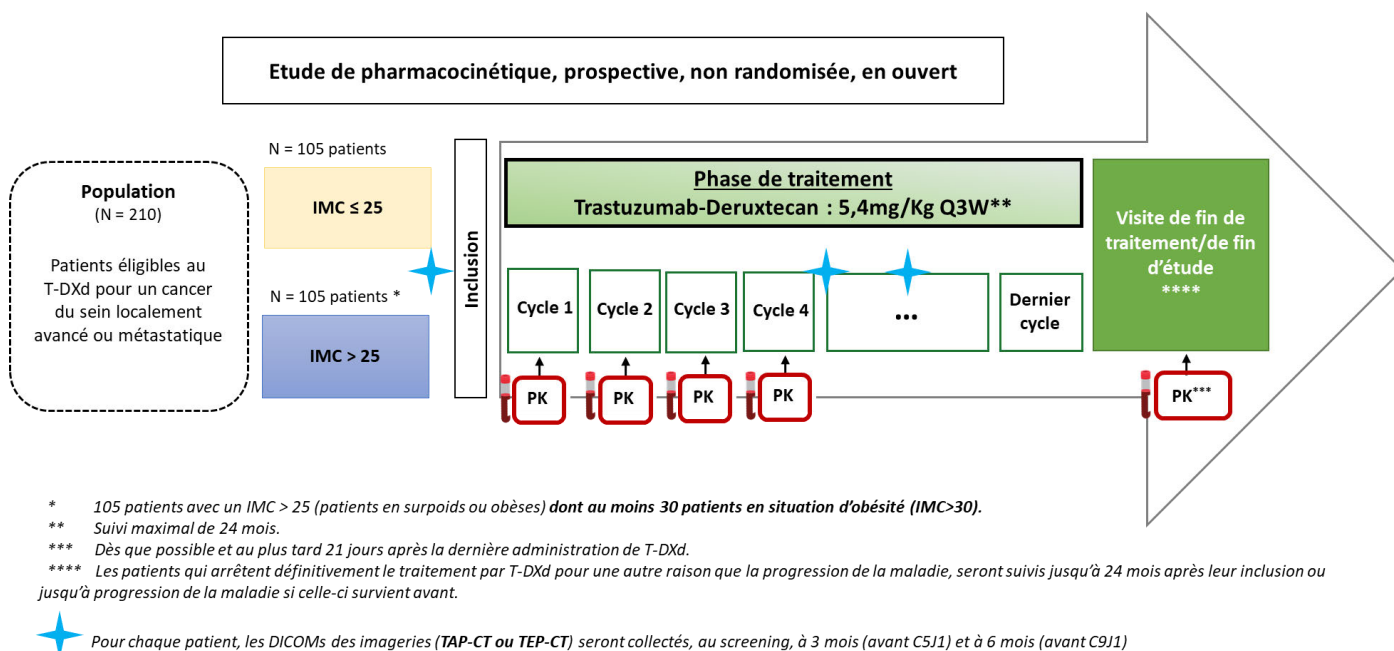 Etude de pharmacocinétique, prospective, non randomisée, en ouvert
Population
(N = 210)
Patients éligibles au
T-DXd pour un cancer
du sein localement
avancé ou métastatique
N = 105 patients
IMC ≤ 25
N = 105 patients *
IMC > 25
Inclusion
Phase de traitement
Trastuzumab-Deruxtecan : 5,4mg/Kg Q3W**
Cycle 1
Cycle 2
Cycle 3
Cycle 4
...
Dernier
cycle
PK
PK
PK
PK
Visite de fin de
traitement/de fin
d'étude
****
PK***
* 105 patients avec un IMC > 25 (patients en surpoids ou obèses) dont au moins 30 patients en situation d'obésité (IMC>30).
** Suivi maximal de 24 mois.
*** Dès que possible et au plus tard 21 jours après la dernière administration de T-DXd.
**** Les patients qui arrêtent définitivement le traitement par T-DXd pour une autre raison que la progression de la maladie, seront suivis jusqu'à 24 mois après leur inclusion ou
jusqu'à progression de la maladie si celle-ci survient avant.
Pour chaque patient, les DICOMs des imageries (TAP-CT ou TEP-CT) seront collectés, au screening, à 3 mois (avant C5J1) et à 6 mois (avant C9J1)